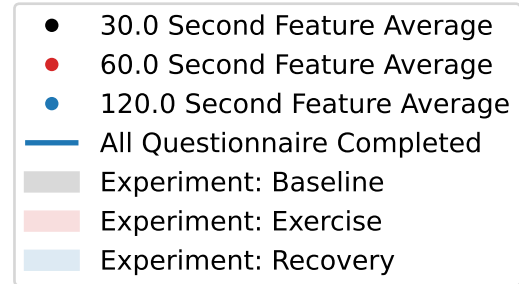 30.0 Second Feature Average
60.0 Second Feature Average
120.0 Second Feature Average
All Questionnaire Completed
Experiment: Baseline
Experiment: Exercise
Experiment: Recovery